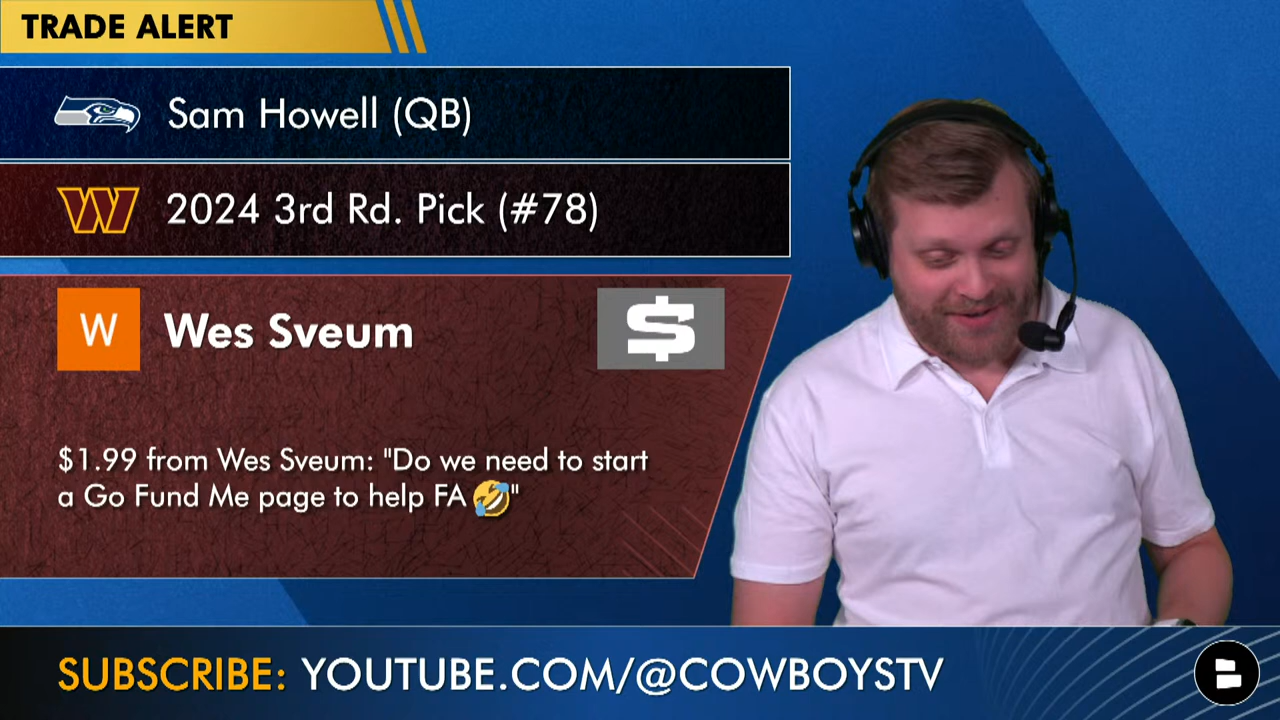 TRADE ALERT
Sam Howell (QB)
W
2024 3rd Rd. Pick (#78)
W
Wes Sveum
$
$1.99 from Wes Sveum: "Do we need to start
a Go Fund Me page to help FA 🤣"
SUBSCRIBE: YOUTUBE.COM/@COWBOYSTV